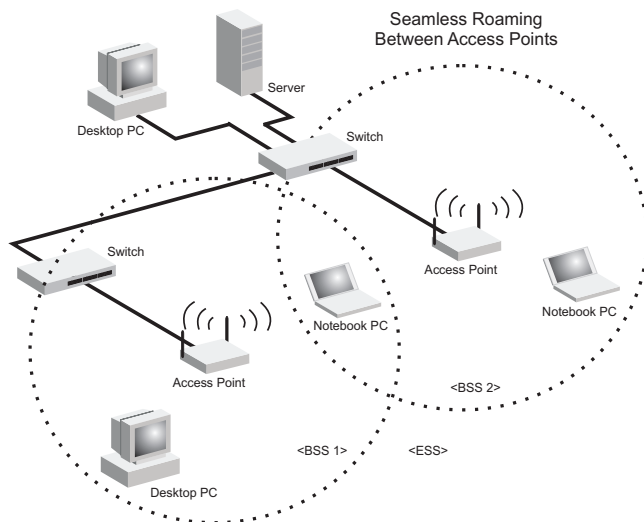 Seamless Roaming
Between Access Points
Server
Desktop PC
Switch
Switch
Access Point
Notebook PC
Notebook PC
Access Point
<BSS 2>
<BSS 1>
<ESS>
Desktop PC